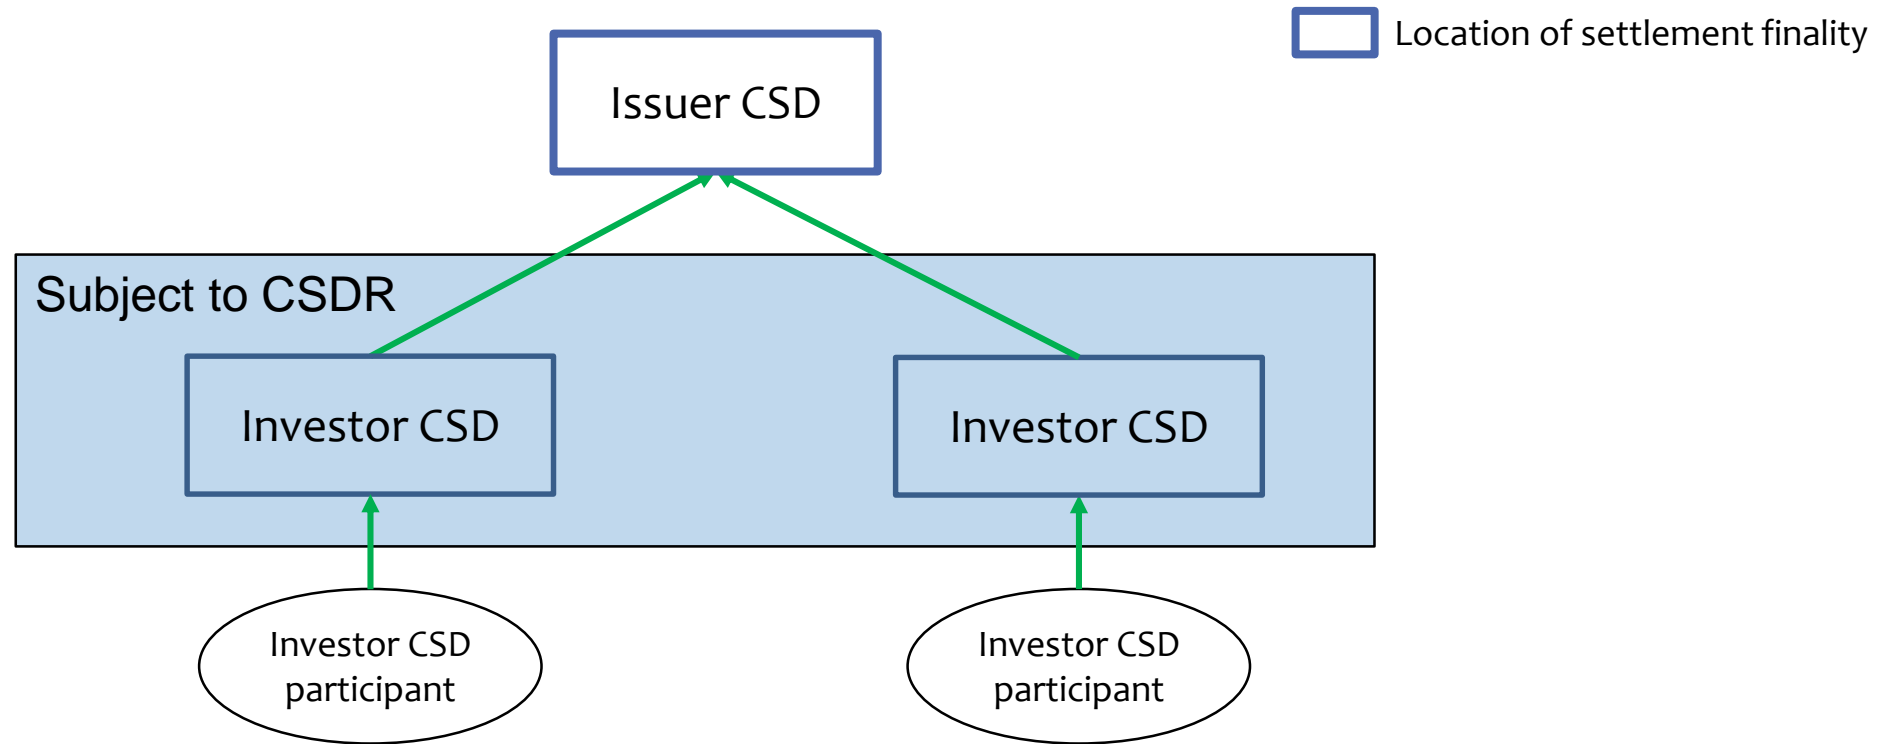 Location of settlement finality
Issuer CSD
Subject to CSDR
Investor CSD
Investor CSD
Investor CSD
participant
Investor CSD
participant